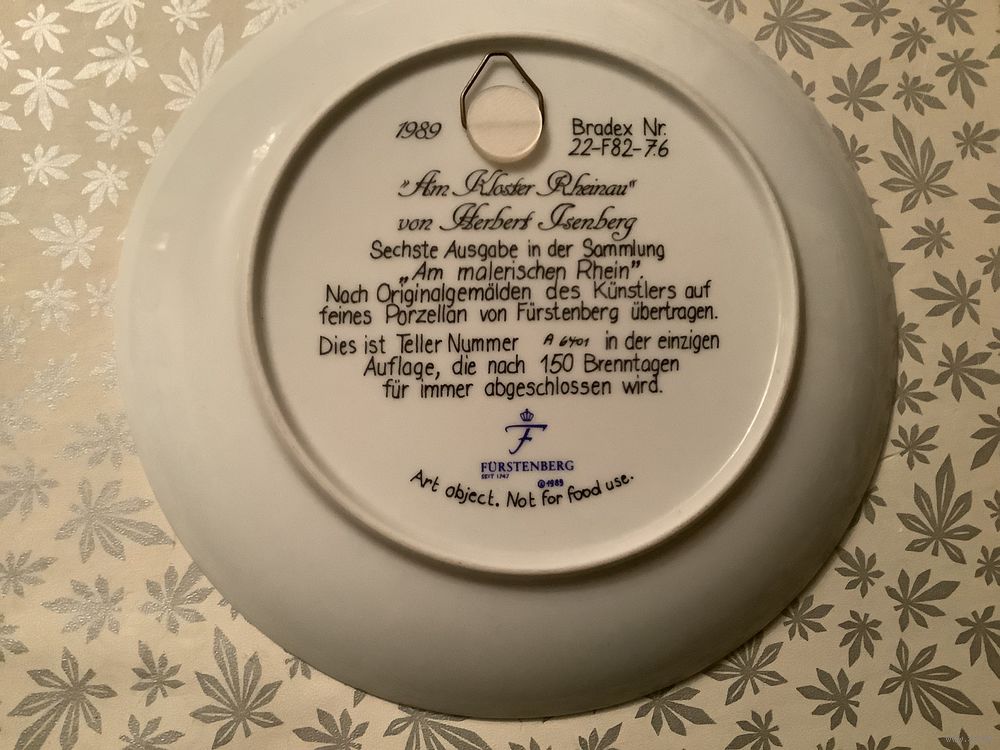 1989
Bradex Nr.
22-F82-7.6
„Am Kloster Rheinau"
von Herbert Isenberg
Sechste Ausgabe in der Sammlung
„Am malerischen Rhein".
Nach Originalgemälden des Künstlers auf
feines Porzellan von Fürstenberg übertragen.
Dies ist Teller Nummer A 6401 in der einzigen
Auflage, die nach 150 Brenntagen
für immer abgeschlossen wird.
F
FÜRSTENBERG
SEIT 1747
©1989
Art object. Not for food use.